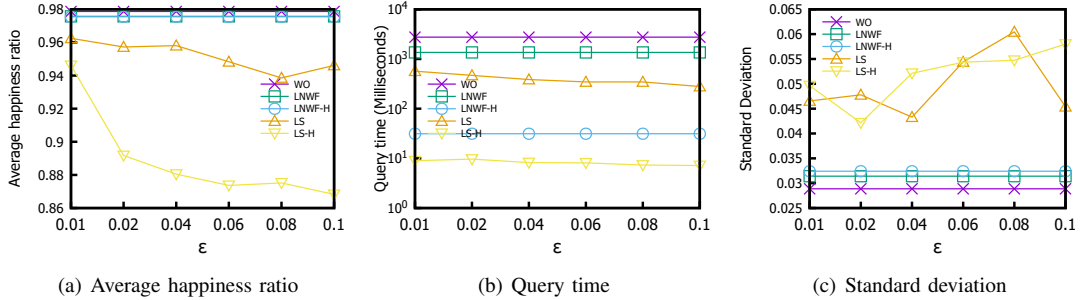 0.98
0.96
0.94
0.92
0.9
0.88
0.86
Average happiness ratio
WO
LNWF
LNWF-H
LS
LS-H
0.01 0.02 0.04 0.06 0.08 0.1
ε
(a) Average happiness ratio
10⁴
10³
10²
10¹
10⁰
Query time (Milliseconds)
WO
LNWF
LNWF-H
LS
LS-H
0.01 0.02 0.04 0.06 0.08 0.1
ε
(b) Query time
0.065
0.06
0.055
0.05
0.045
0.04
0.035
0.03
0.025
Standard Deviation
WO
LNWF
LNWF-H
LS
LS-H
0.01 0.02 0.04 0.06 0.08 0.1
ε
(c) Standard deviation